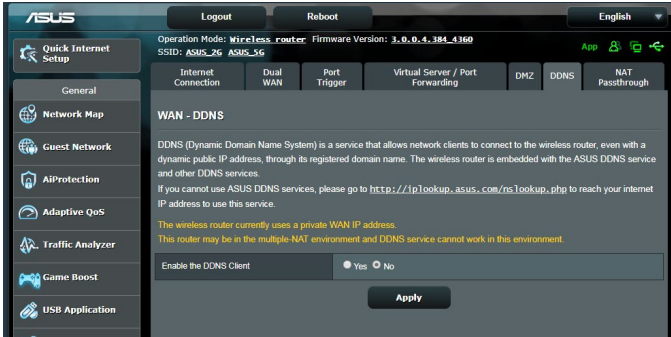 ASUS
Logout
Reboot
English
Quick Internet
Setup
General
Network Map
Guest Network
AiProtection
Adaptive QoS
Traffic Analyzer
Game Boost
USB Application
Operation Mode: Wireless router Firmware Version: 3.0.0.4.384_4360
SSID: ASUS_2G ASUS_5G
App
Internet
Connection
Dual
WAN
Port
Trigger
Virtual Server / Port
Forwarding
DMZ
DDNS
NAT
Passthrough
WAN - DDNS
DDNS (Dynamic Domain Name System) is a service that allows network clients to connect to the wireless router, even with a
dynamic public IP address, through its registered domain name. The wireless router is embedded with the ASUS DDNS service
and other DDNS services.
If you cannot use ASUS DDNS services, please go to http://iplookup.asus.com/nslookup.php to reach your internet
IP address to use this service.
The wireless router currently uses a private WAN IP address.
This router may be in the multiple-NAT environment and DDNS service cannot work in this environment.
Enable the DDNS Client
Yes No
Apply